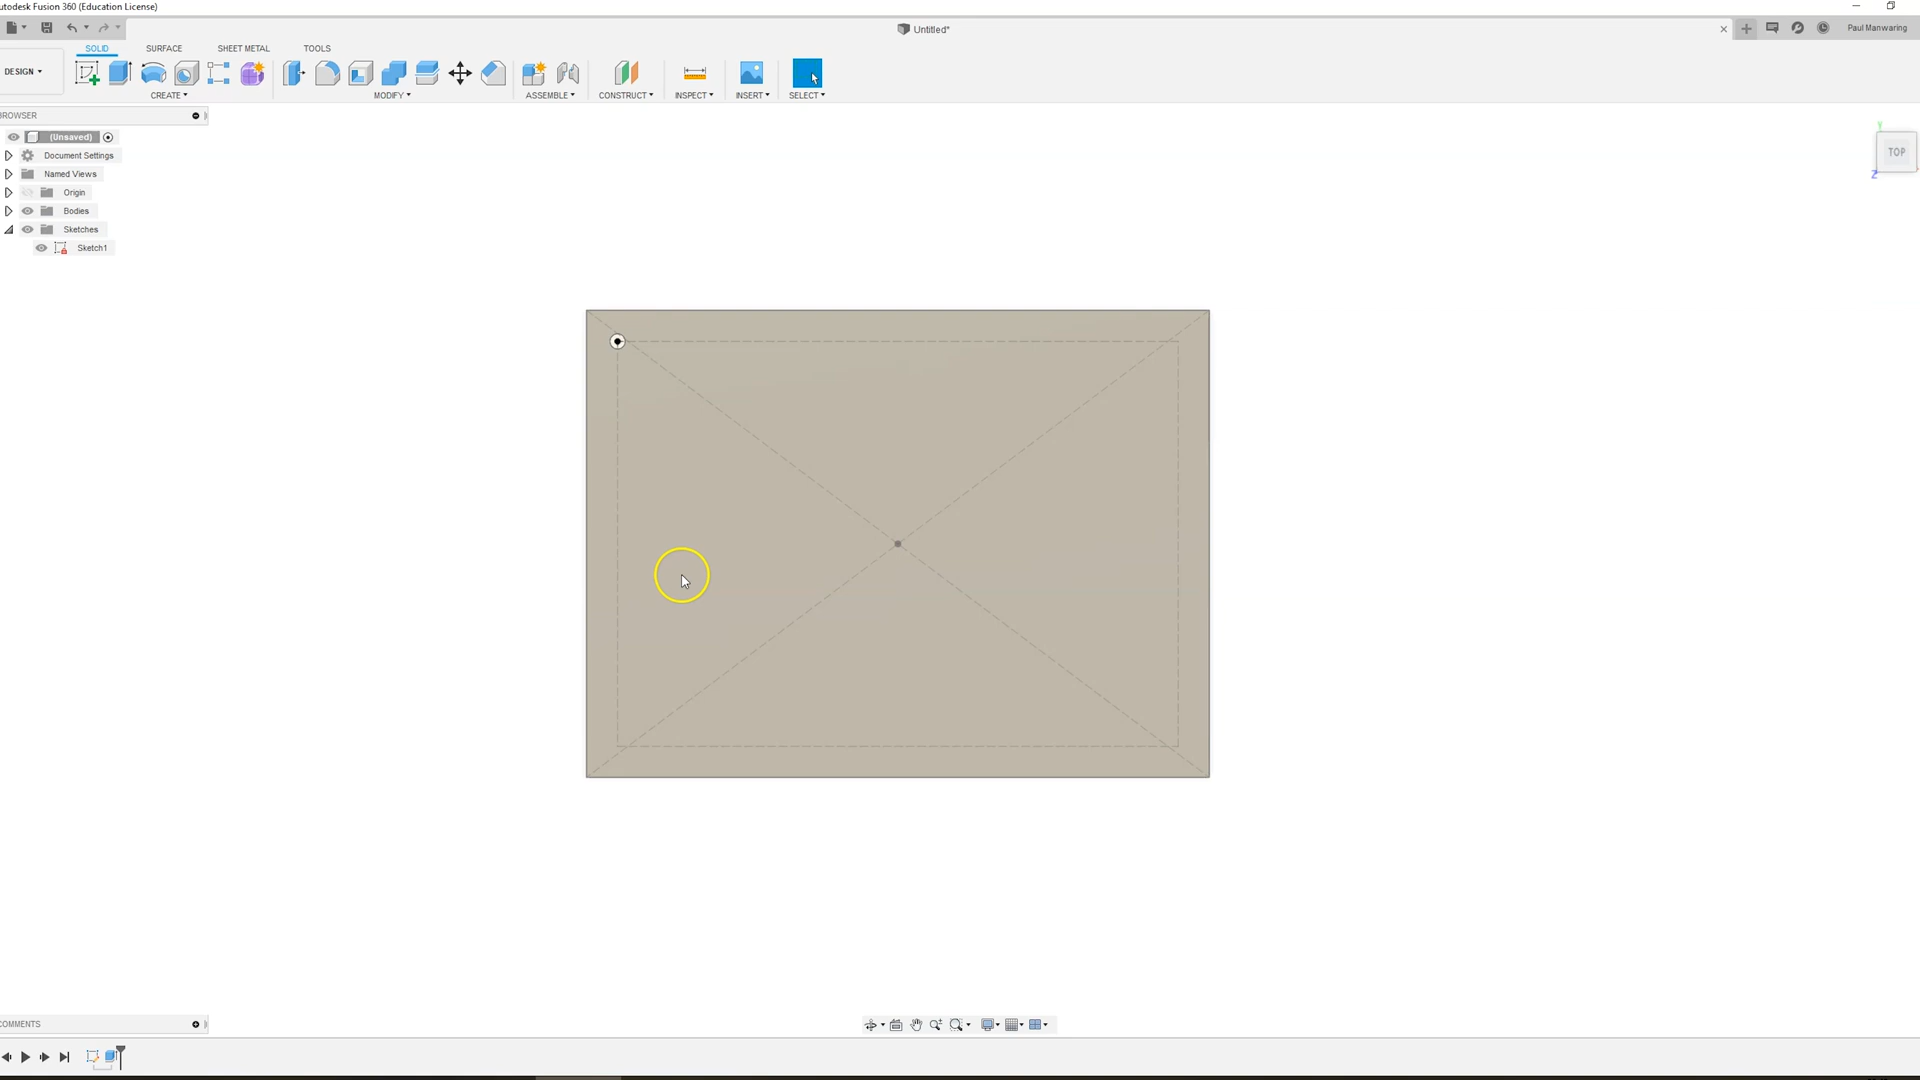 utodesk Fusion 360 (Education License)
Untitled*
Paul Manwaring
SOLID
SURFACE
SHEET METAL
TOOLS
DESIGN
CREATE
MODIFY
ASSEMBLE
CONSTRUCT
INSPECT
INSERT
SELECT
BROWSER
(Unsaved)
Document Settings
Named Views
Origin
Bodies
Sketches
Sketch1
TOP
Z
Y
COMMENTS